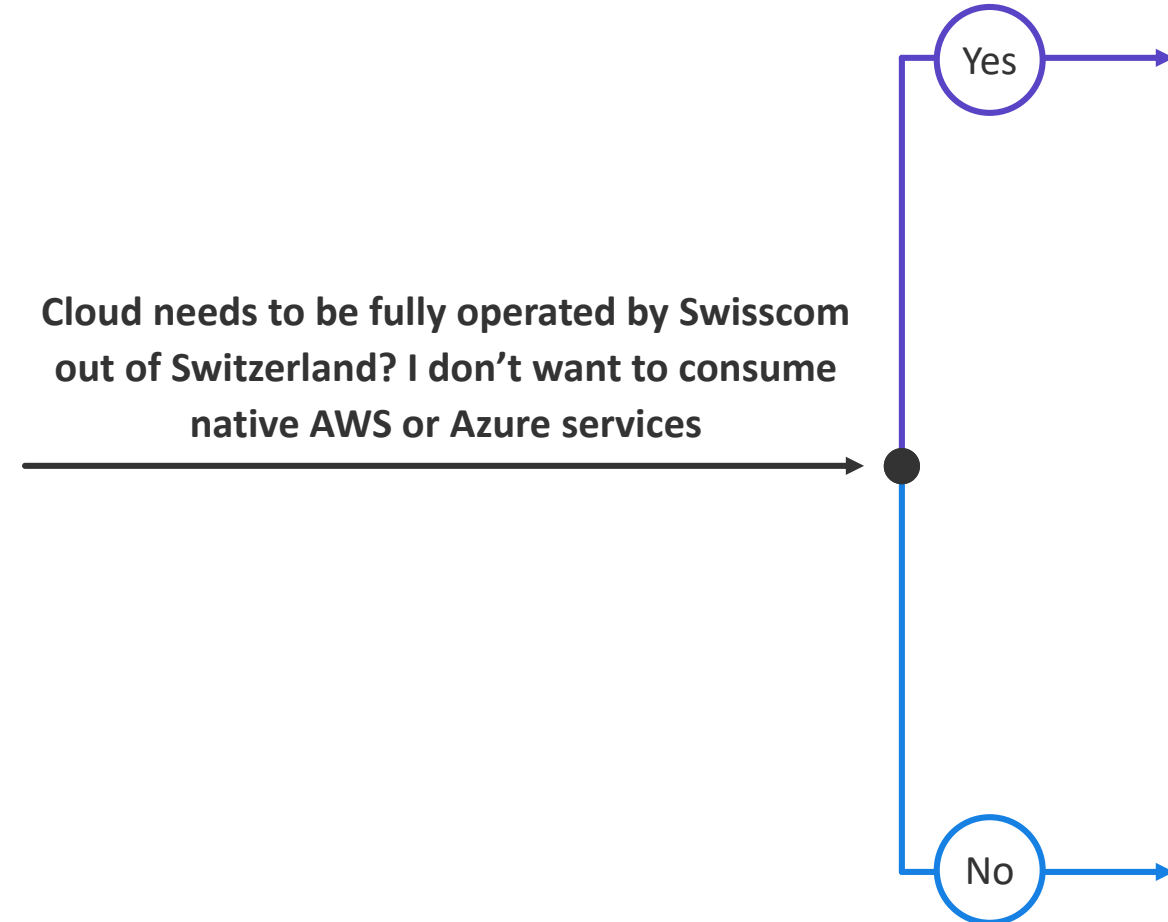 Yes
Cloud needs to be fully operated by Swisscom
out of Switzerland? I don’t want to consume
native AWS or Azure services
No